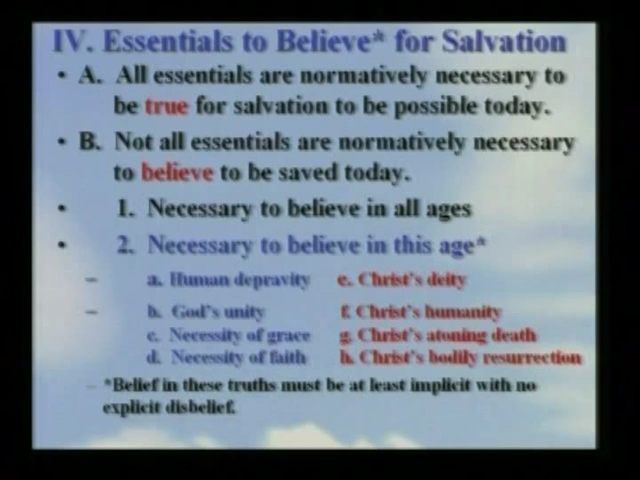 IV. Essentials to Believe* for Salvation
• A. All essentials are normatively necessary to
be true for salvation to be possible today.
• B. Not all essentials are normatively necessary
to believe to be saved today.
• 1. Necessary to believe in all ages
• 2. Necessary to believe in this age*
– a. Human depravity e. Christ's deity
– b. God's unity f. Christ's humanity
c. Necessity of grace g. Christ's atoning death
d. Necessity of faith h. Christ's bodily resurrection
– *Belief in these truths must be at least implicit with no
explicit disbelief.